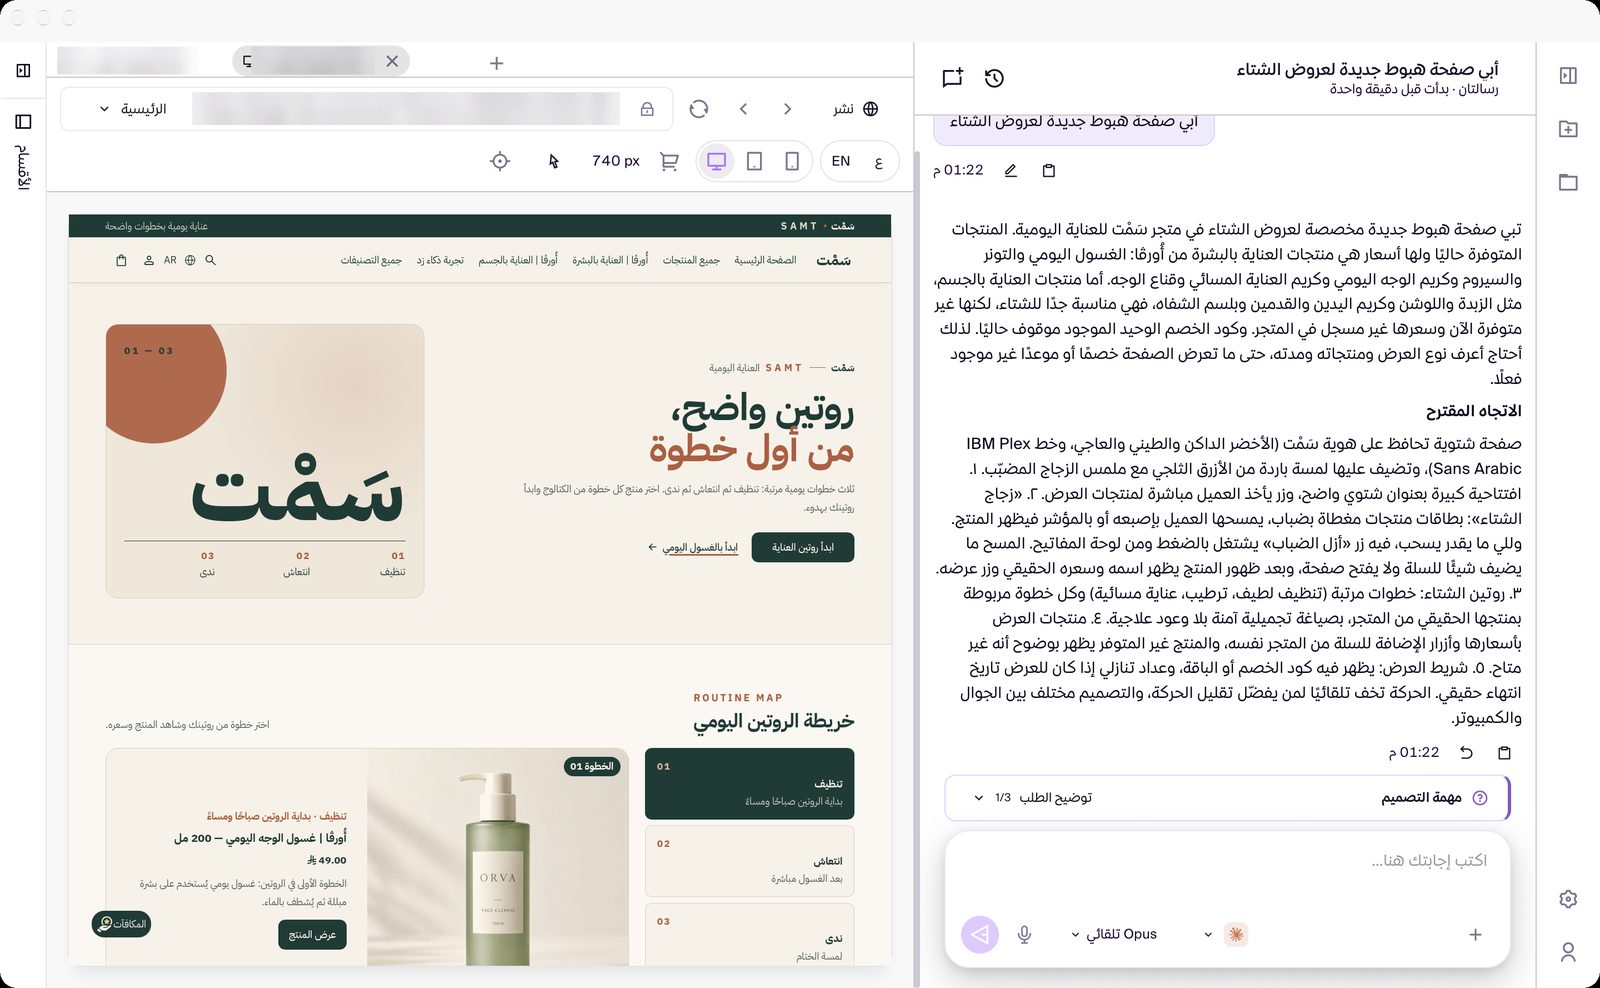 أبي صفحة هبوط جديدة لعروض الشتاء
رسالتان · بدأت قبل دقيقة واحدة
أبي صفحة هبوط جديدة لعروض الشتاء
01:22 م
تبي صفحة هبوط جديدة مخصصة لعروض الشتاء في متجر سَمْت للعناية اليومية. المنتجات
المتوفرة حاليًا ولها أسعار هي منتجات العناية بالبشرة من أُورڤا: الغسول اليومي والتونر
والسيروم وكريم الوجه اليومي وكريم العناية المسائي وقناع الوجه. أما منتجات العناية بالجسم،
مثل الزبدة واللوشن وكريم اليدين والقدمين وبلسم الشفاه، فهي مناسبة جدًا للشتاء، لكنها غير
متوفرة الآن وسعرها غير مسجل في المتجر. وكود الخصم الوحيد الموجود موقوف حاليًا. لذلك
أحتاج أعرف نوع العرض ومنتجاته ومدته، حتى ما تعرض الصفحة خصمًا أو موعدًا غير موجود
فعلًا.
الاتجاه المقترح
صفحة شتوية تحافظ على هوية سَمْت (الأخضر الداكن والطيني والعاجي، وخط IBM Plex
Sans Arabic)، وتضيف عليها لمسة باردة من الأزرق الثلجي مع ملمس الزجاج المضبّب. ١.
افتتاحية كبيرة بعنوان شتوي واضح، وزر يأخذ العميل مباشرة لمنتجات العرض. ٢. «زجاج
الشتاء»: بطاقات منتجات مغطاة بضباب، يمسحها العميل بإصبعه أو بالمؤشر فيظهر المنتج.
وللي ما يقدر يسحب، فيه زر «أزل الضباب» يشتغل بالضغط ومن لوحة المفاتيح. المسح ما
يضيف شيئًا للسلة ولا يفتح صفحة، وبعد ظهور المنتج يظهر اسمه وسعره الحقيقي وزر عرضه.
٣. روتين الشتاء: خطوات مرتبة (تنظيف لطيف، ترطيب، عناية مسائية) وكل خطوة مربوطة
بمنتجها الحقيقي من المتجر، بصياغة تجميلية آمنة بلا وعود علاجية. ٤. منتجات العرض
بأسعارها وأزرار الإضافة للسلة من المتجر نفسه، والمنتج غير المتوفر يظهر بوضوح أنه غير
متاح. ٥. شريط العرض: يظهر فيه كود الخصم أو الباقة، وعداد تنازلي إذا كان للعرض تاريخ
انتهاء حقيقي. الحركة تخف تلقائيًا لمن يفضّل تقليل الحركة، والتصميم مختلف بين الجوال
والكمبيوتر.
01:22 م
مهمة التصميم
توضيح الطلب 1/3
اكتب إجابتك هنا...
Opus تلقائي
نشر
الرئيسية
ع EN
740 px
الأقسام
سَمْت · SAMT
عناية يومية بخطوات واضحة
سَمْت
الصفحة الرئيسية
جميع المنتجات
أُورڤا | العناية بالبشرة
أُورڤا | العناية بالجسم
تجربة ذكاء زد
جميع التصنيفات
AR
سَمْت — SAMT العناية اليومية
روتين واضح،
من أول خطوة
ثلاث خطوات يومية مرتبة: تنظيف ثم انتعاش ثم ندى. اختر منتج كل خطوة من الكتالوج وابدأ
روتينك بهدوء.
ابدأ روتين العناية
ابدأ بالغسول اليومي ←
01 — 03
سَمْت
01 02 03
تنظيف انتعاش ندى
ROUTINE MAP
خريطة الروتين اليومي
اختر خطوة من روتينك وشاهد المنتج وسعره.
01
تنظيف
بداية الروتين صباحًا ومساءً
02
انتعاش
بعد الغسول مباشرة
03
ندى
لمسة الختام
الخطوة 01
ORVA
FACE CLEANSE
تنظيف · بداية الروتين صباحًا ومساءً
أُورڤا | غسول الوجه اليومي — 200 مل
49.00
الخطوة الأولى في الروتين: غسول يومي يُستخدم على بشرة
مبللة ثم يُشطف بالماء.
عرض المنتج
المكافآت